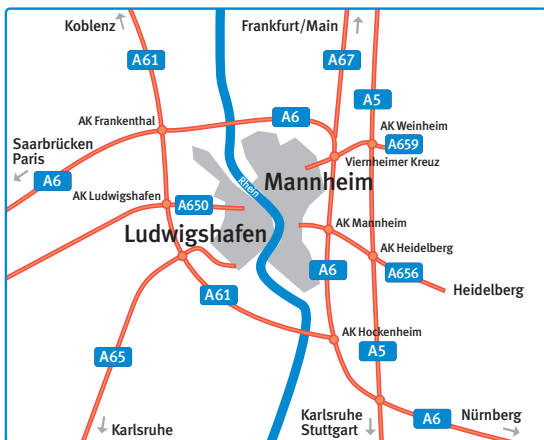 Koblenz
Frankfurt/Main
A61
A67
A5
A6
AK Frankenthal
AK Weinheim
A659
Viernheimer Kreuz
Saarbrücken
Paris
A6
Mannheim
Rhein
AK Ludwigshafen
A650
Ludwigshafen
AK Mannheim
AK Heidelberg
A6
A656
Heidelberg
A61
AK Hockenheim
A65
A5
Karlsruhe
Karlsruhe
Stuttgart
A6
Nürnberg